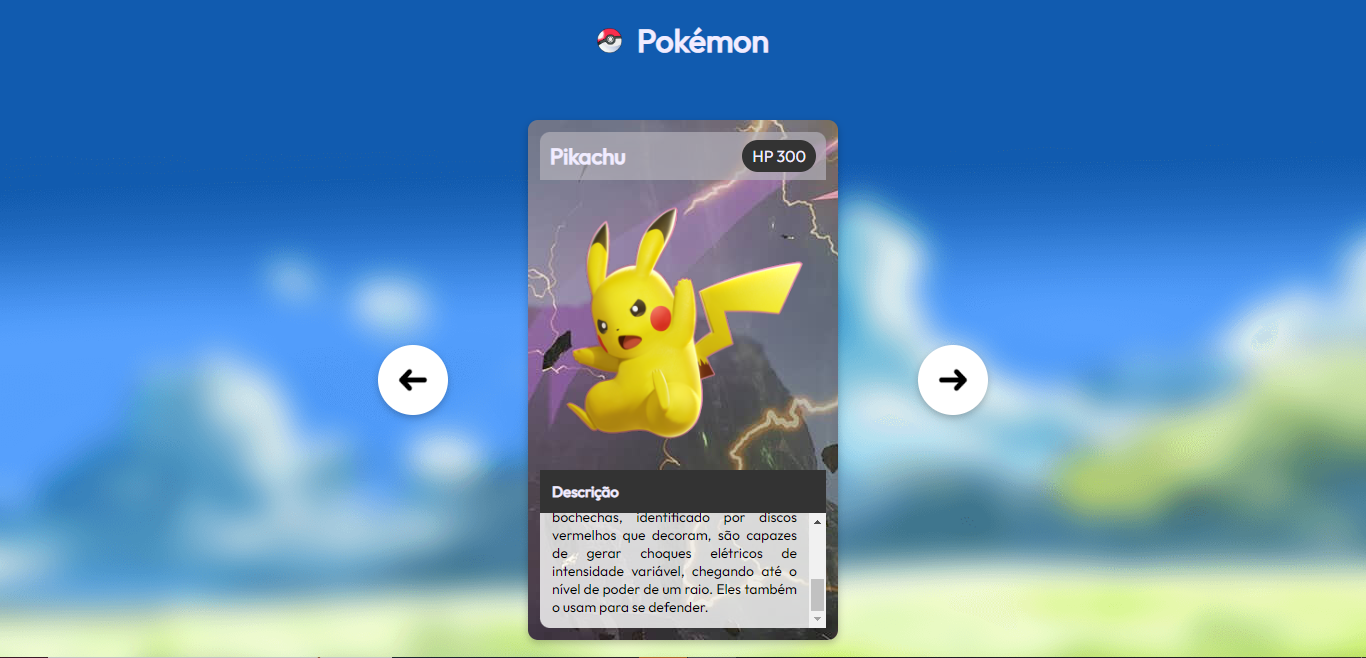 Pokémon
Pikachu
HP 300
Descrição
bochechas, identificado por discos
vermelhos que decoram, são capazes
de gerar choques elétricos de
intensidade variável, chegando até o
nível de poder de um raio. Eles também
o usam para se defender.